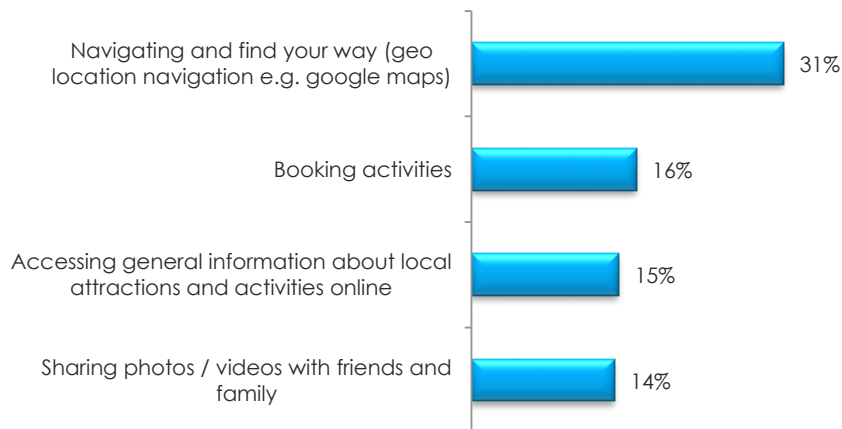 Navigating and find your way (geo
location navigation e.g. google maps)
31%
Booking activities
16%
Accessing general information about local
attractions and activities online
15%
Sharing photos / videos with friends and
family
14%